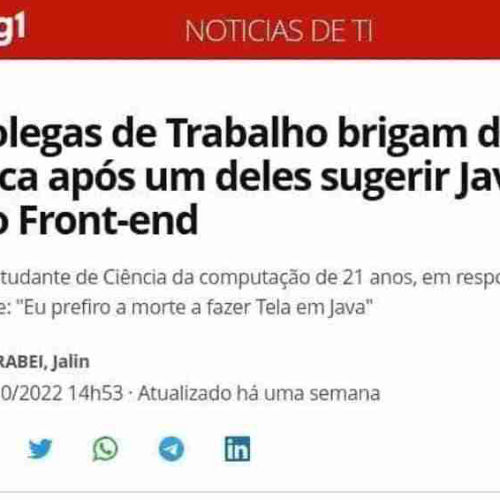 g1
NOTICIAS DE TI
olegas de Trabalho brigam d
ca após um deles sugerir Jav
o Front-end
tudante de Ciência da computação de 21 anos, em respo
e: "Eu prefiro a morte a fazer Tela em Java"
RABEI, Jalin
0/2022 14h53 · Atualizado há uma semana
in